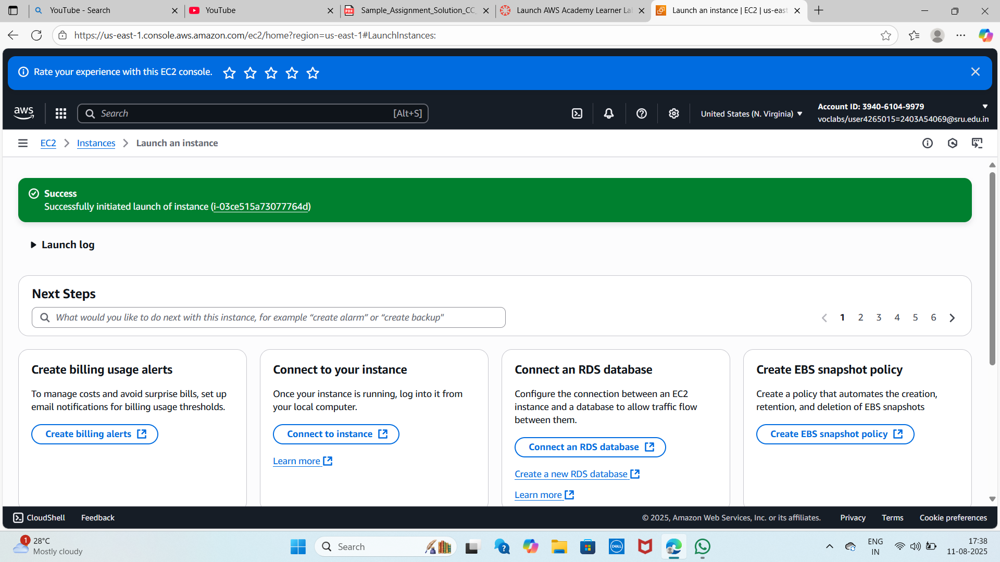 YouTube - Search
YouTube
Sample_Assignment_Solution_CC_
Launch AWS Academy Learner La
Launch an instance | EC2 | us-east
https://us-east-1.console.aws.amazon.com/ec2/home?region=us-east-1#LaunchInstances:
Rate your experience with this EC2 console.
aws
Search
[Alt+S]
United States (N. Virginia)
Account ID: 3940-6104-9979
voclabs/user4265015=2403A54069@sru.edu.in
EC2
Instances
Launch an instance
Success
Successfully initiated launch of instance (i-03ce515a73077764d)
Launch log
Next Steps
What would you like to do next with this instance, for example “create alarm” or “create backup"
1 2 3 4 5 6
Create billing usage alerts
To manage costs and avoid surprise bills, set up
email notifications for billing usage thresholds.
Create billing alerts
Connect to your instance
Once your instance is running, log into it from
your local computer.
Connect to instance
Learn more
Connect an RDS database
Configure the connection between an EC2
instance and a database to allow traffic flow
between them.
Connect an RDS database
Create a new RDS database
Learn more
Create EBS snapshot policy
Create a policy that automates the creation,
retention, and deletion of EBS snapshots
Create EBS snapshot policy
CloudShell
Feedback
© 2025, Amazon Web Services, Inc. or its affiliates.
Privacy
Terms
Cookie preferences
1
28°C
Mostly cloudy
Search
DELL
ENG
IN
17:38
11-08-2025